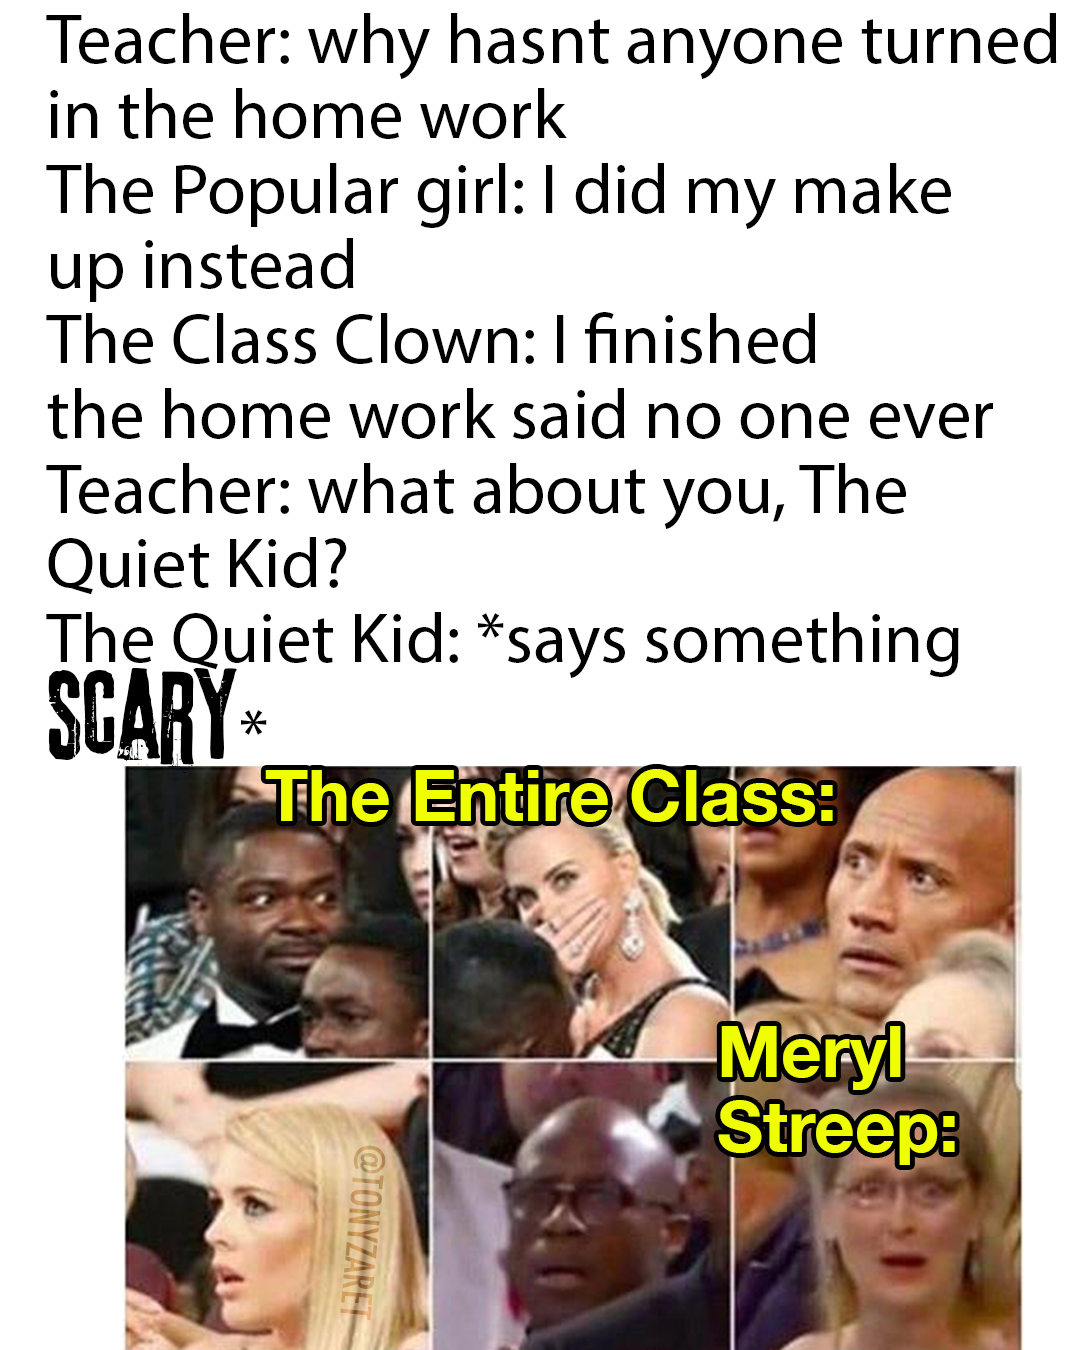 Teacher: why hasnt anyone turned
in the home work
The Popular girl: I did my make
up instead
The Class Clown: I finished
the home work said no one ever
Teacher: what about you, The
Quiet Kid?
The Quiet Kid: *says something
SCARY*
The Entire Class:
Meryl
Streep:
@TONYZARET